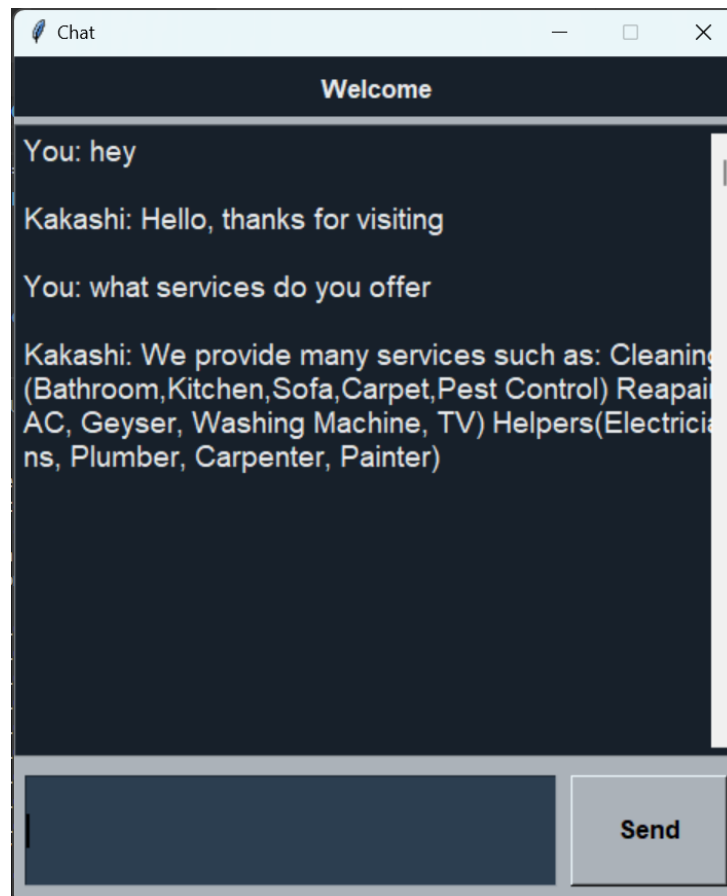 Chat
Welcome
You: hey
Kakashi: Hello, thanks for visiting
You: what services do you offer
Kakashi: We provide many services such as: Cleaning
(Bathroom,Kitchen,Sofa,Carpet,Pest Control) Reapai
AC, Geyser, Washing Machine, TV) Helpers(Electricia
ns, Plumber, Carpenter, Painter)
Send